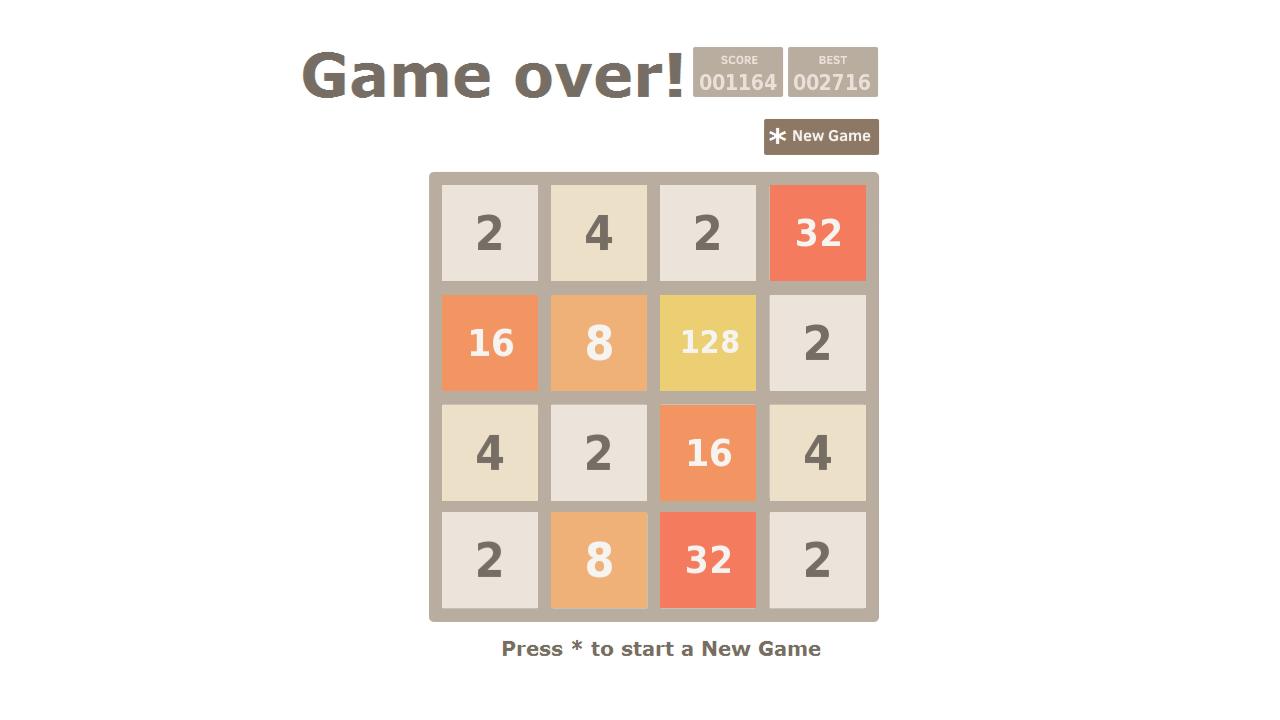 Game over!
SCORE
001164
BEST
002716
* New Game
2 4 2 32
16 8 128 2
4 2 16 4
2 8 32 2
Press * to start a New Game